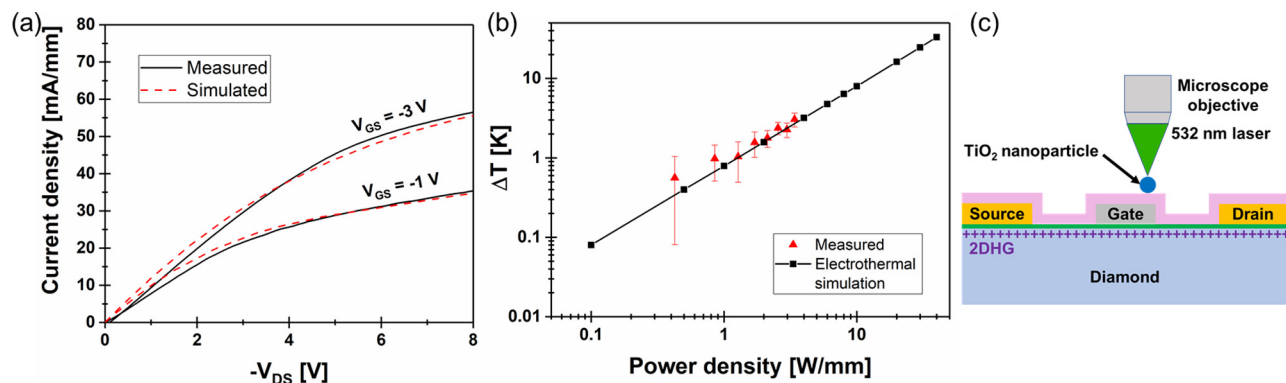 (a)
80
70
60
50
40
30
20
10
0
Current density [mA/mm]
Measured
Simulated
V_GS = -3 V
V_GS = -1 V
0
2
4
6
8
-V_DS [V]
(b)
10
1
0.1
0.01
ΔT [K]
Measured
Electrothermal
simulation
0.1
1
10
Power density [W/mm]
(c)
Microscope
objective
532 nm laser
TiO₂ nanoparticle
Source
Gate
Drain
++++++++++++++++++++++++++++++++++++++++
2DHG
Diamond